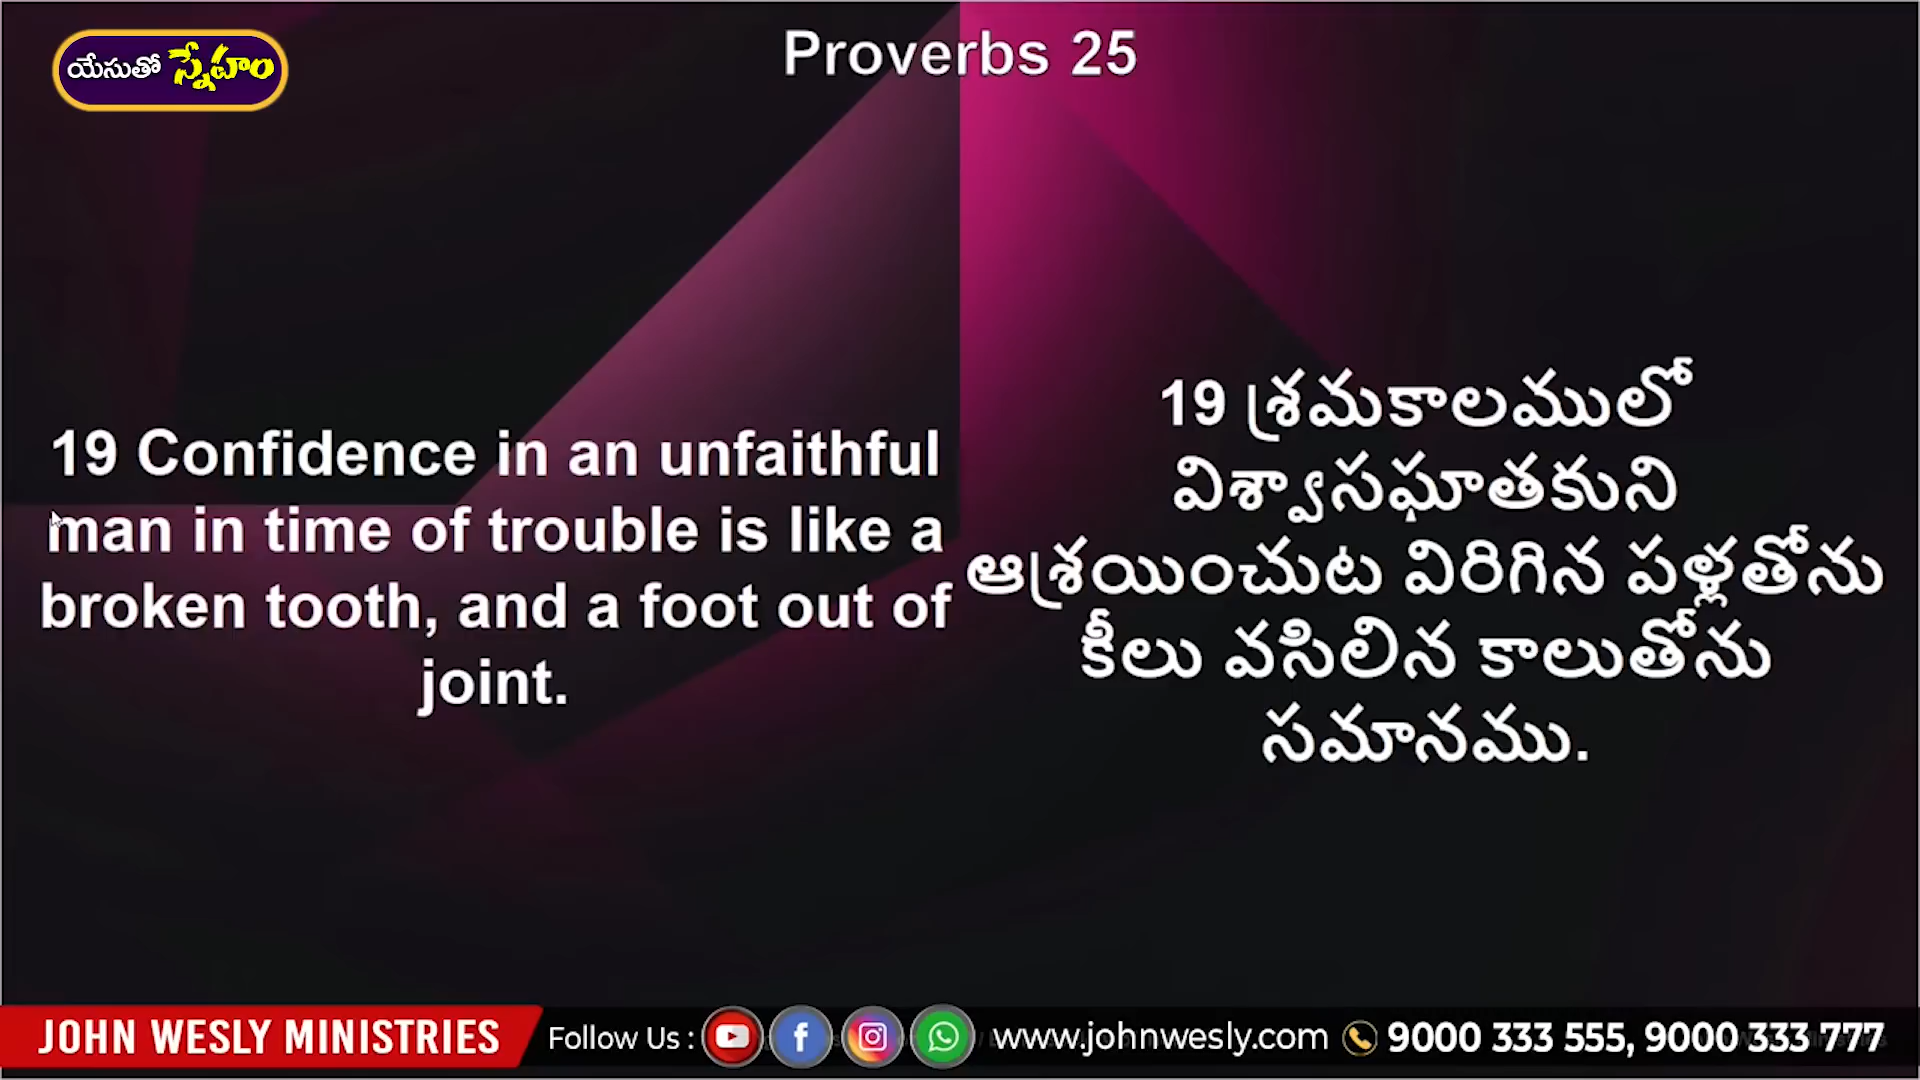 యేసుతో స్నేహం
Proverbs 25
19 Confidence in an unfaithful
man in time of trouble is like a
broken tooth, and a foot out of
joint.
19 శ్రమకాలములో
విశ్వాసఘాతకుని
ఆశ్రయించుట విరిగిన పళ్లతోను
కీలు వసిలిన కాలుతోను
సమానము.
JOHN WESLY MINISTRIES Follow Us : www.johnwesly.com 9000 333 555, 9000 333 777